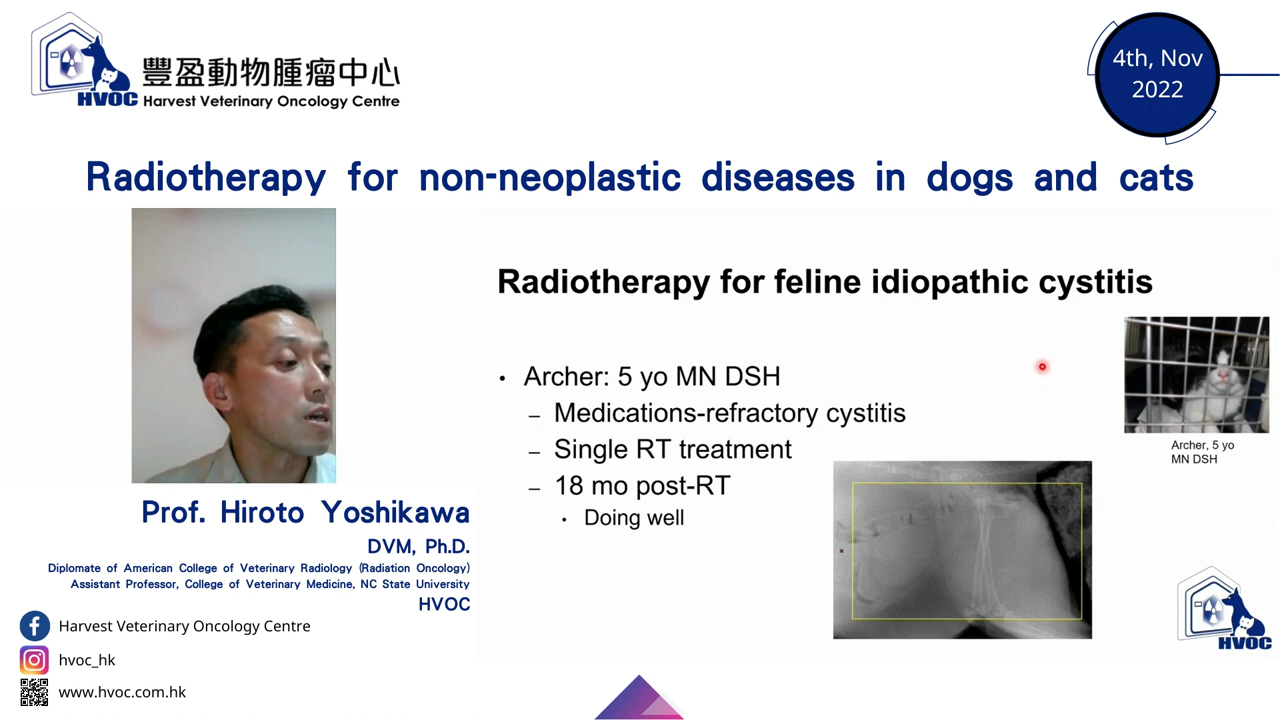 豐盈動物腫瘤中心
HVOC Harvest Veterinary Oncology Centre
4th, Nov
2022
Radiotherapy for non-neoplastic diseases in dogs and cats
Radiotherapy for feline idiopathic cystitis
• Archer: 5 yo MN DSH
– Medications-refractory cystitis
– Single RT treatment
– 18 mo post-RT
• Doing well
Archer, 5 yo
MN DSH
Prof. Hiroto Yoshikawa
DVM, Ph.D.
Diplomate of American College of Veterinary Radiology (Radiation Oncology)
Assistant Professor, College of Veterinary Medicine, NC State University
HVOC
Harvest Veterinary Oncology Centre
hvoc_hk
www.hvoc.com.hk
HVOC